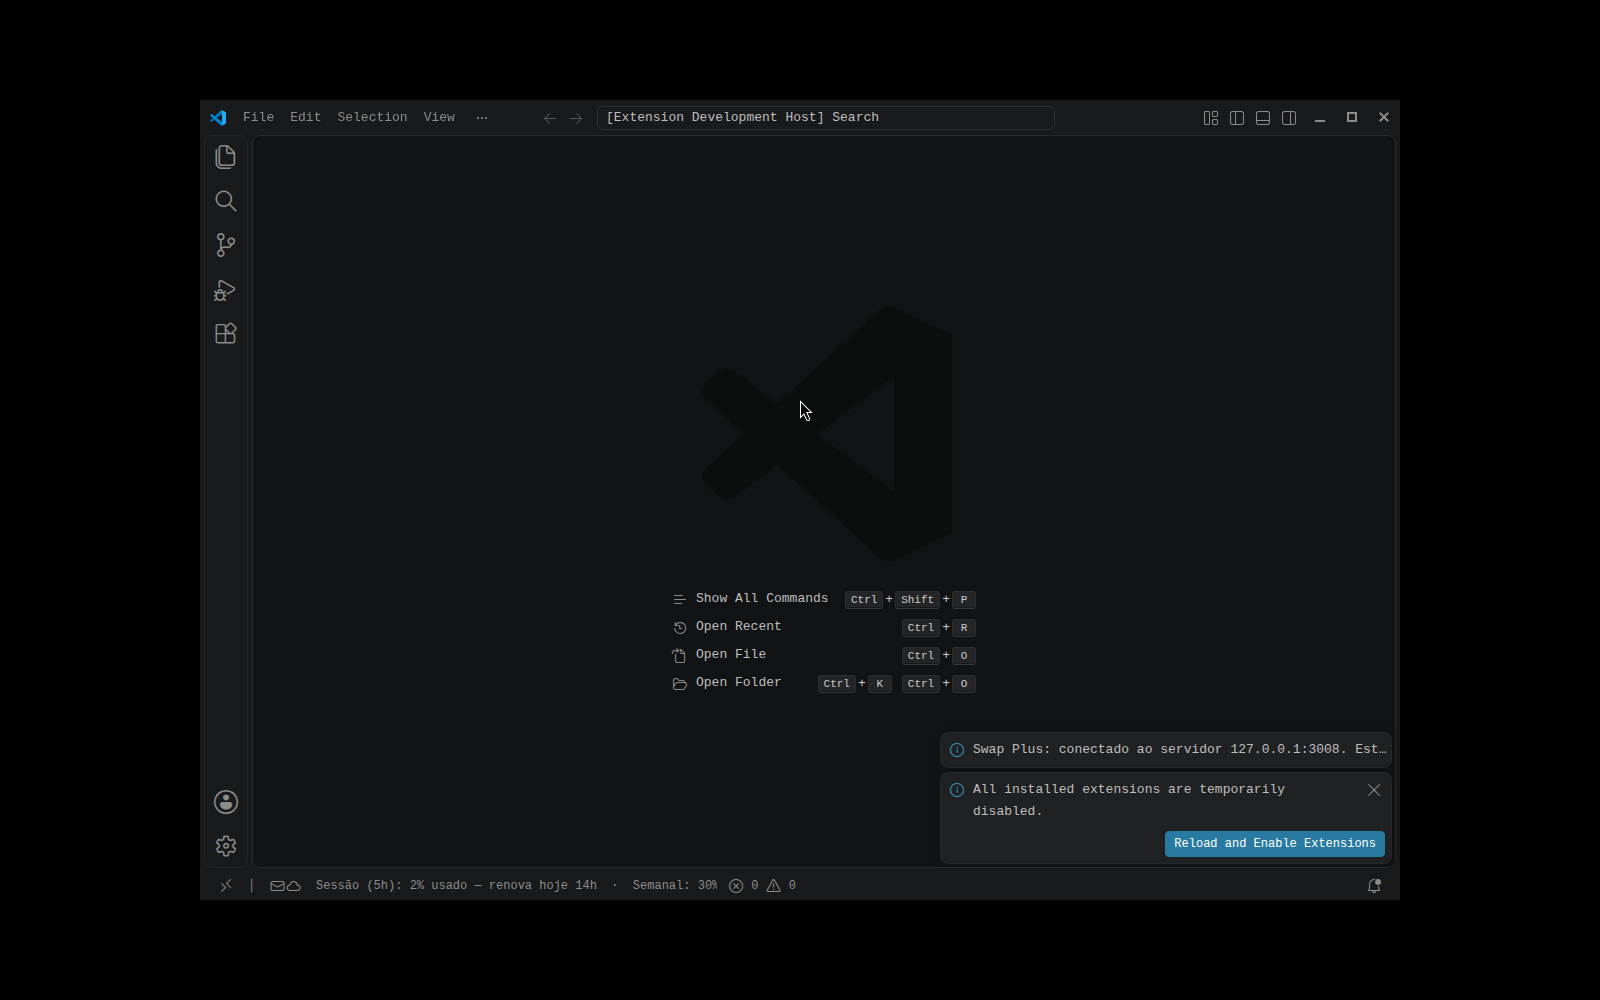 File Edit Selection View ···
[Extension Development Host] Search
Show All Commands Ctrl + Shift + P
Open Recent Ctrl + R
Open File Ctrl + O
Open Folder Ctrl + K Ctrl + O
Swap Plus: conectado ao servidor 127.0.0.1:3008. Est…
All installed extensions are temporarily
disabled.
Reload and Enable Extensions
| Sessão (5h): 2% usado — renova hoje 14h · Semanal: 30% 0 0